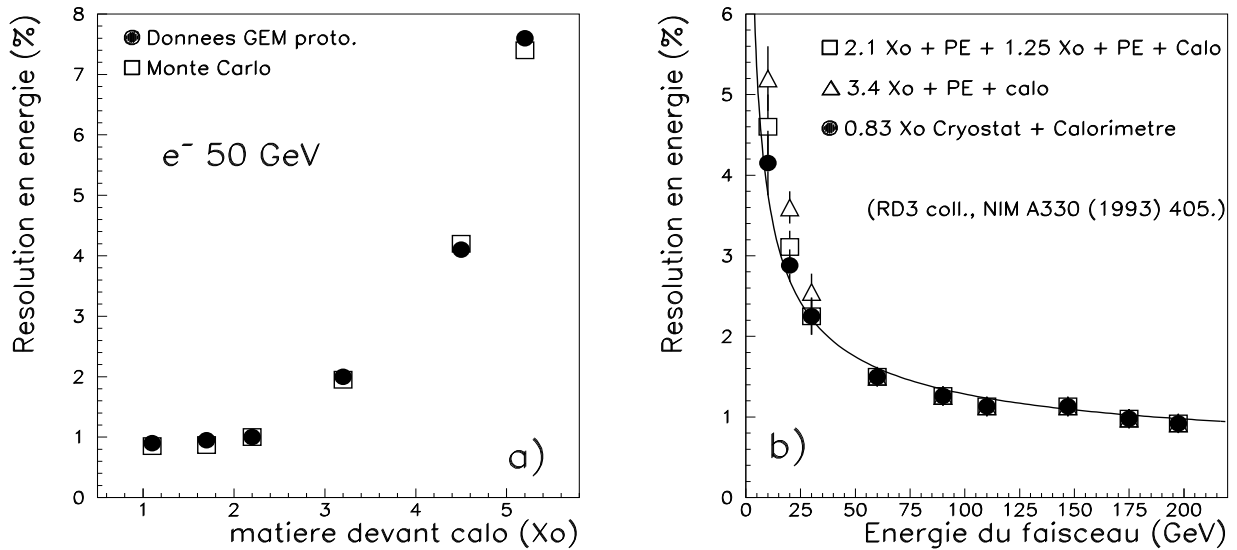 Resolution en energie (%)
8
7
6
5
4
3
2
1
0
Donnees GEM proto.
Monte Carlo
e⁻ 50 GeV
a)
1 2 3 4 5
matiere devant calo (Xo)
Resolution en energie (%)
6
5
4
3
2
1
0
2.1 Xo + PE + 1.25 Xo + PE + Calo
3.4 Xo + PE + calo
0.83 Xo Cryostat + Calorimetre
(RD3 coll., NIM A330 (1993) 405.)
b)
0 25 50 75 100 125 150 175 200
Energie du faisceau (GeV)